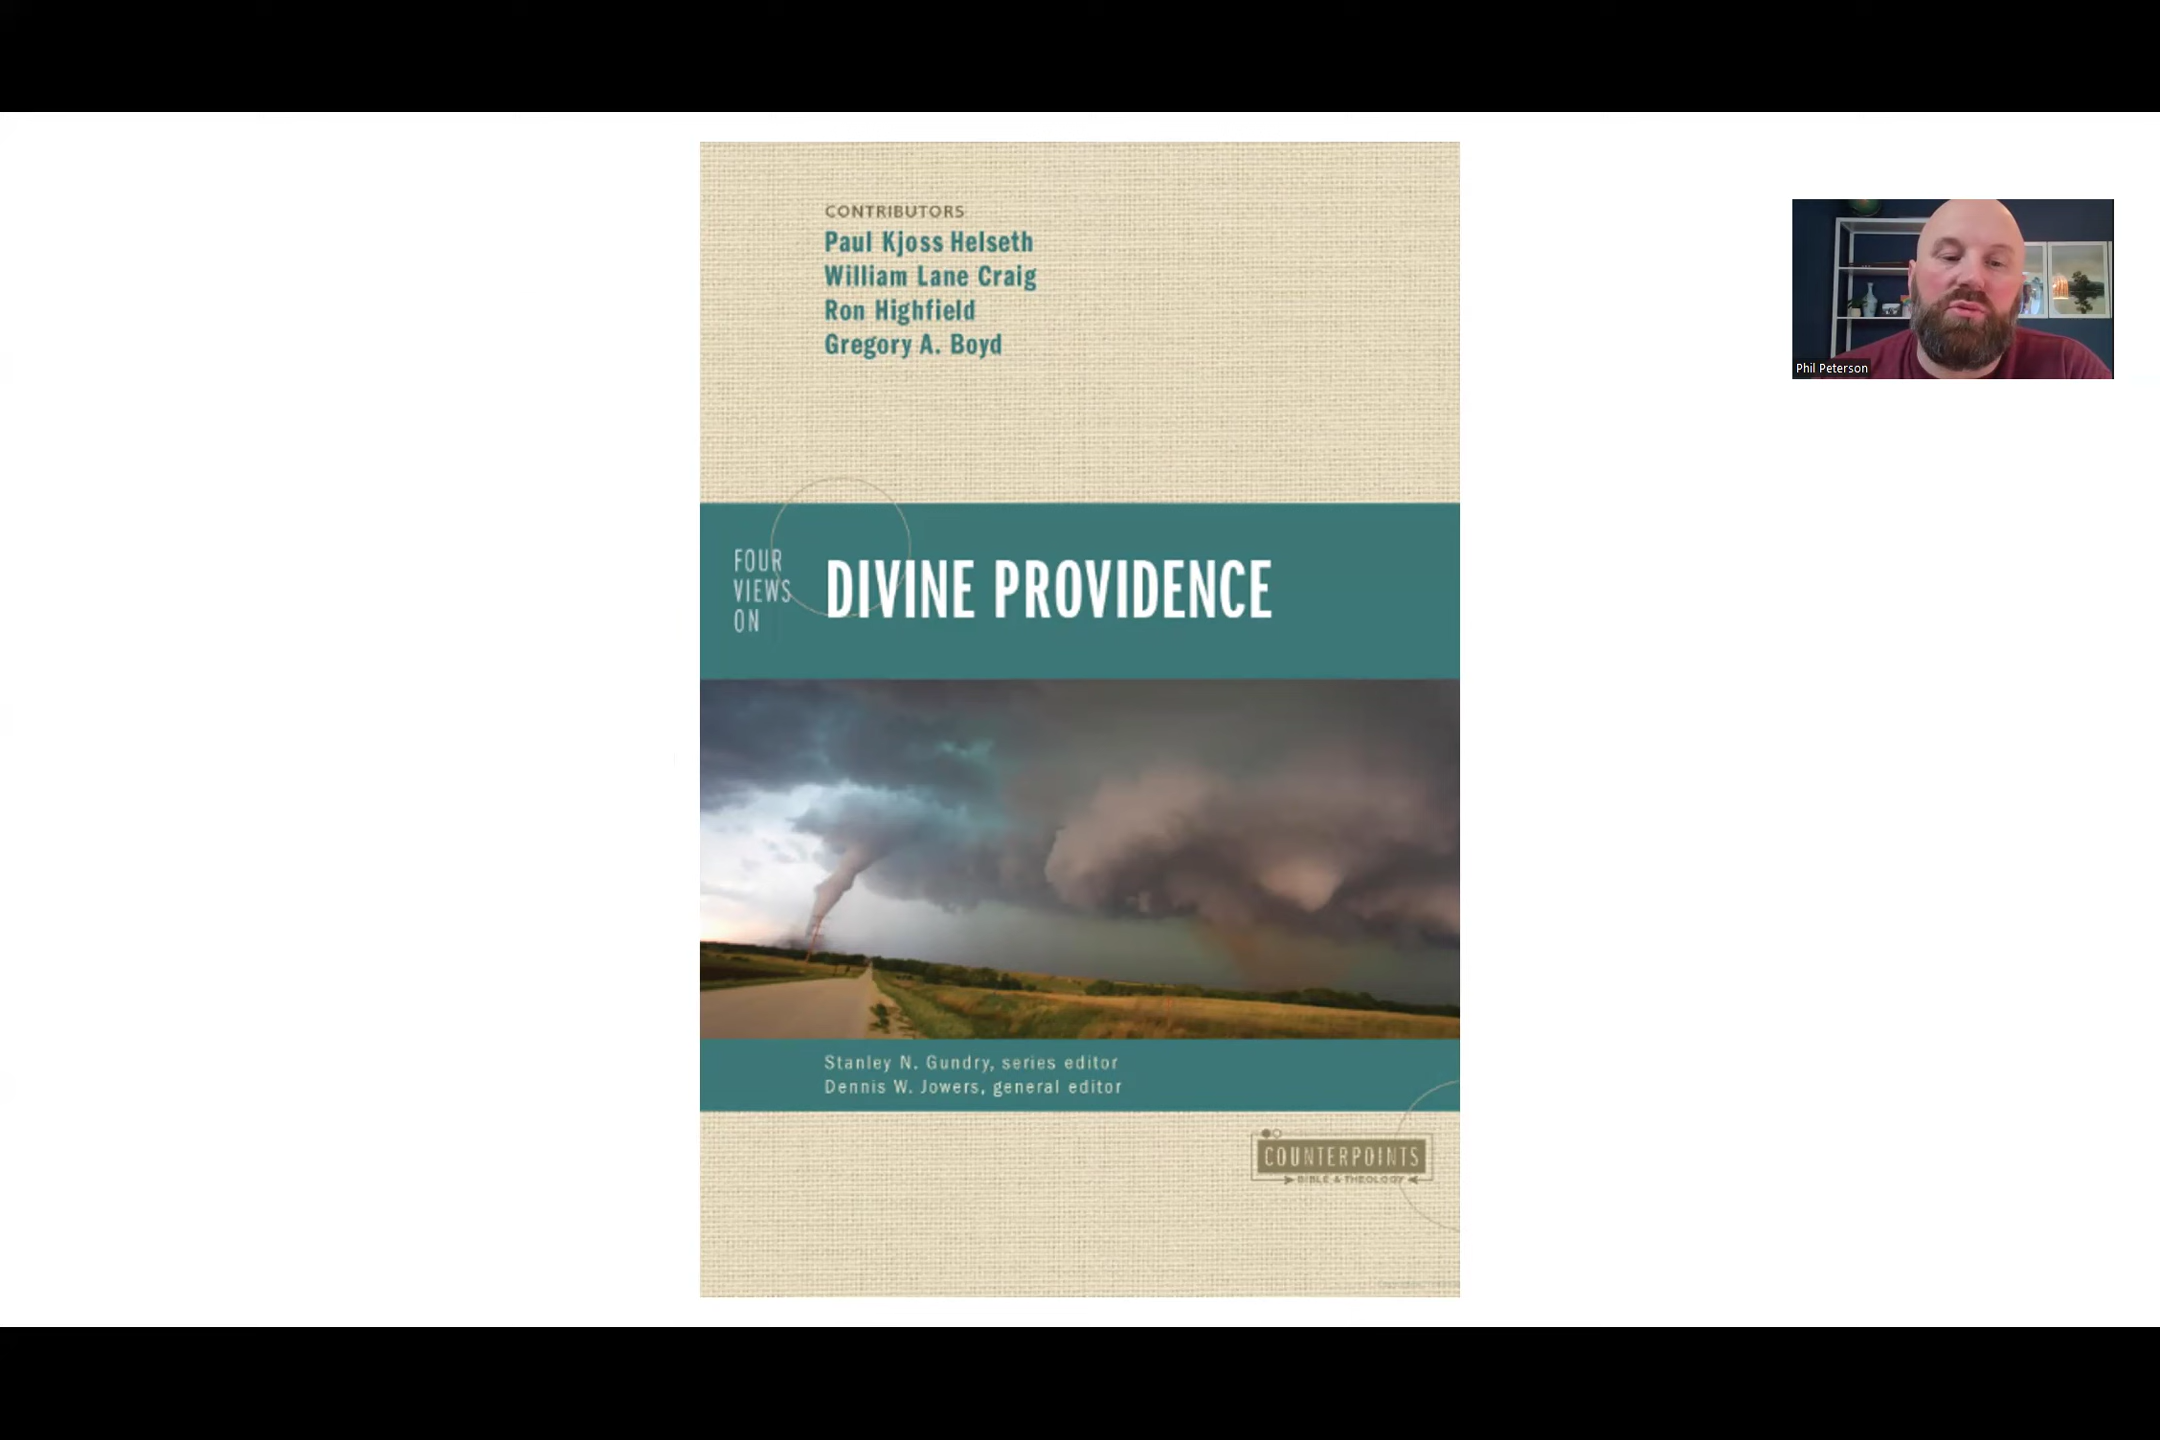 CONTRIBUTORS
Paul Kjoss Helseth
William Lane Craig
Ron Highfield
Gregory A. Boyd
FOUR
VIEWS
ON
DIVINE PROVIDENCE
Stanley N. Gundry, series editor
Dennis W. Jowers, general editor
COUNTERPOINTS
BIBLE & THEOLOGY
Phil Peterson